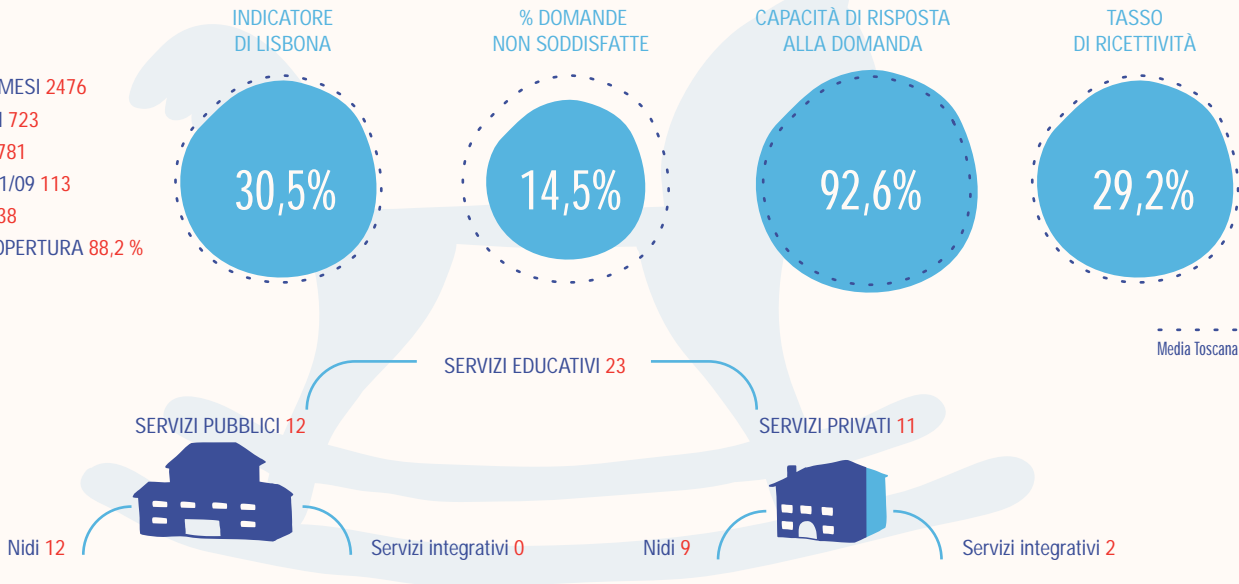 INDICATORE
DI LISBONA
% DOMANDE
NON SODDISFATTE
CAPACITÀ DI RISPOSTA
ALLA DOMANDA
TASSO
DI RICETTIVITÀ
MESI 2476
723
781
1/09 113
38
OPERTURA 88,2 %
30,5%
14,5%
92,6%
29,2%
Media Toscana
SERVIZI EDUCATIVI 23
SERVIZI PUBBLICI 12
SERVIZI PRIVATI 11
Nidi 12
Servizi integrativi 0
Nidi 9
Servizi integrativi 2